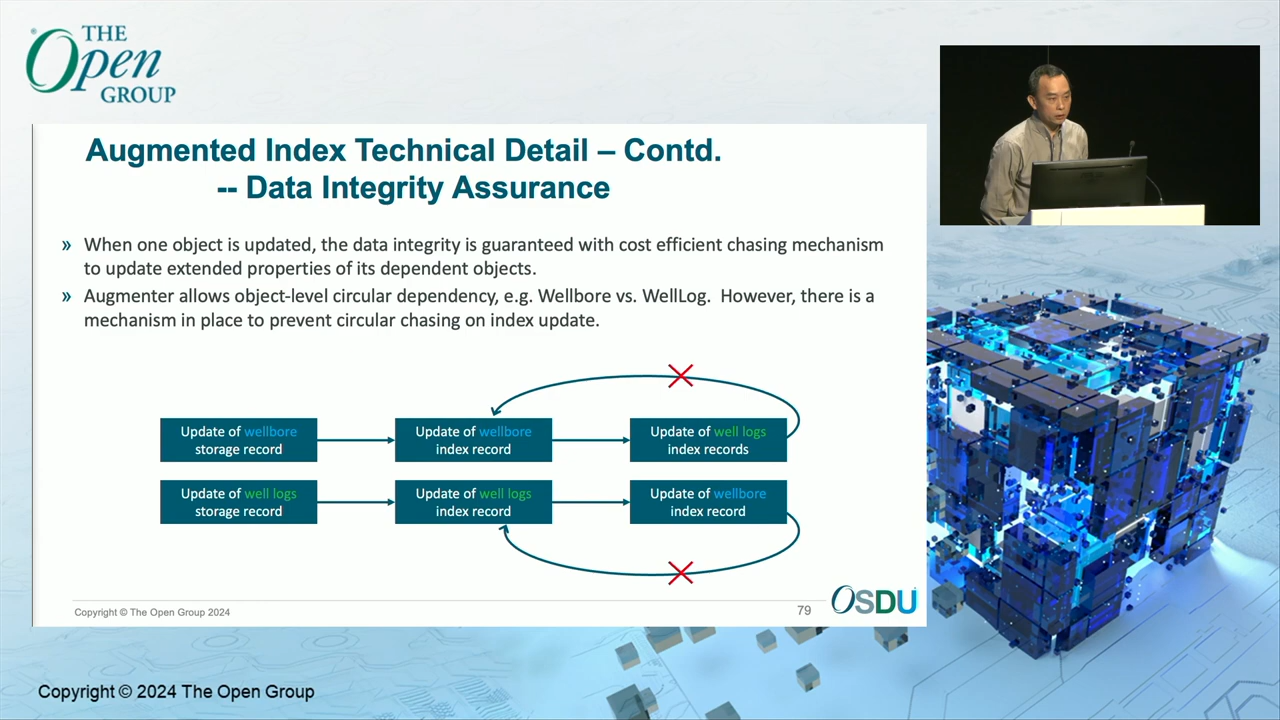 THE
Open
GROUP
Augmented Index Technical Detail – Contd.
-- Data Integrity Assurance
» When one object is updated, the data integrity is guaranteed with cost efficient chasing mechanism
to update extended properties of its dependent objects.
» Augmenter allows object-level circular dependency, e.g. Wellbore vs. WellLog. However, there is a
mechanism in place to prevent circular chasing on index update.
Update of wellbore
storage record
Update of wellbore
index record
Update of well logs
index records
Update of well logs
storage record
Update of well logs
index record
Update of wellbore
index record
Copyright © The Open Group 2024
79
OSDU
Copyright © 2024 The Open Group